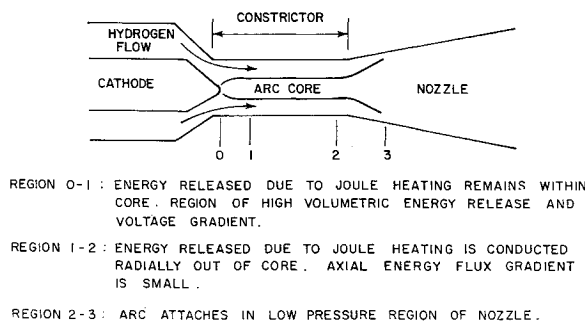 CONSTRICTOR
HYDROGEN
FLOW
CATHODE
ARC CORE
NOZZLE
0 1 2 3
REGION 0-1 : ENERGY RELEASED DUE TO JOULE HEATING REMAINS WITHIN
CORE. REGION OF HIGH VOLUMETRIC ENERGY RELEASE AND
VOLTAGE GRADIENT.
REGION 1-2 : ENERGY RELEASED DUE TO JOULE HEATING IS CONDUCTED
RADIALLY OUT OF CORE. AXIAL ENERGY FLUX GRADIENT
IS SMALL.
REGION 2-3 : ARC ATTACHES IN LOW PRESSURE REGION OF NOZZLE.